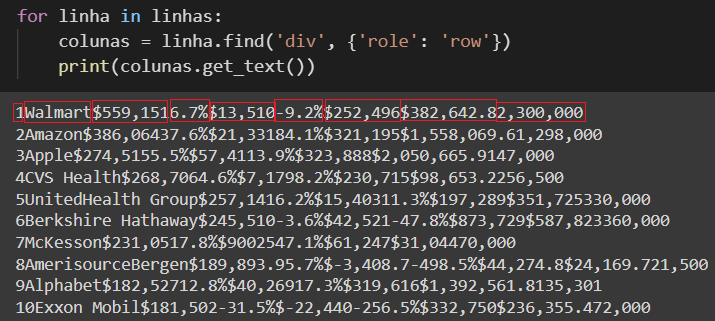 for linha in linhas:
colunas = linha.find('div', {'role': 'row'})
print(colunas.get_text())
1Walmart$559,1516.7%$13,510-9.2%$252,496$382,642.82,300,000
2Amazon$386,06437.6%$21,33184.1%$321,195$1,558,069.61,298,000
3Apple$274,5155.5%$57,4113.9%$323,888$2,050,665.9147,000
4CVS Health$268,7064.6%$7,1798.2%$230,715$98,653.2256,500
5UnitedHealth Group$257,1416.2%$15,40311.3%$197,289$351,725330,000
6Berkshire Hathaway$245,510-3.6%$42,521-47.8%$873,729$587,823360,000
7McKesson$231,0517.8%$9002547.1%$61,247$31,04470,000
8AmerisourceBergen$189,893.95.7%$-3,408.7-498.5%$44,274.8$24,169.721,500
9Alphabet$182,52712.8%$40,26917.3%$319,616$1,392,561.8135,301
10Exxon Mobil$181,502-31.5%$-22,440-256.5%$332,750$236,355.472,000